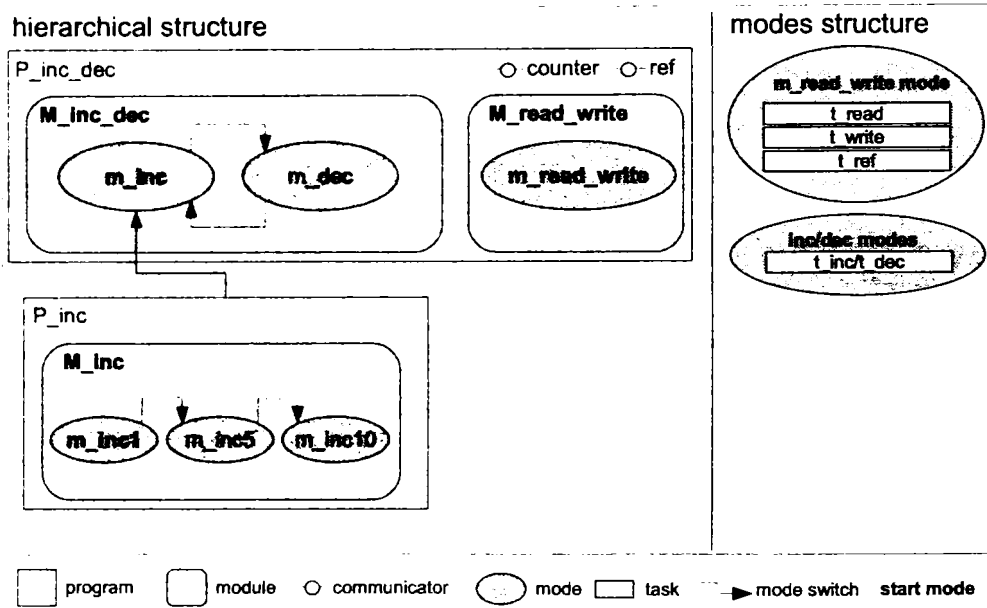 hierarchical structure
modes structure
P_inc_dec
counter
ref
M_inc_dec
M_read_write
m_inc
m_dec
m_read_write
m_read_write mode
t_read
t_write
t_ref
inc/dec modes
t_inc/t_dec
P_inc
M_inc
m_inc1
m_inc5
m_inc10
program
module
communicator
mode
task
mode switch
start mode